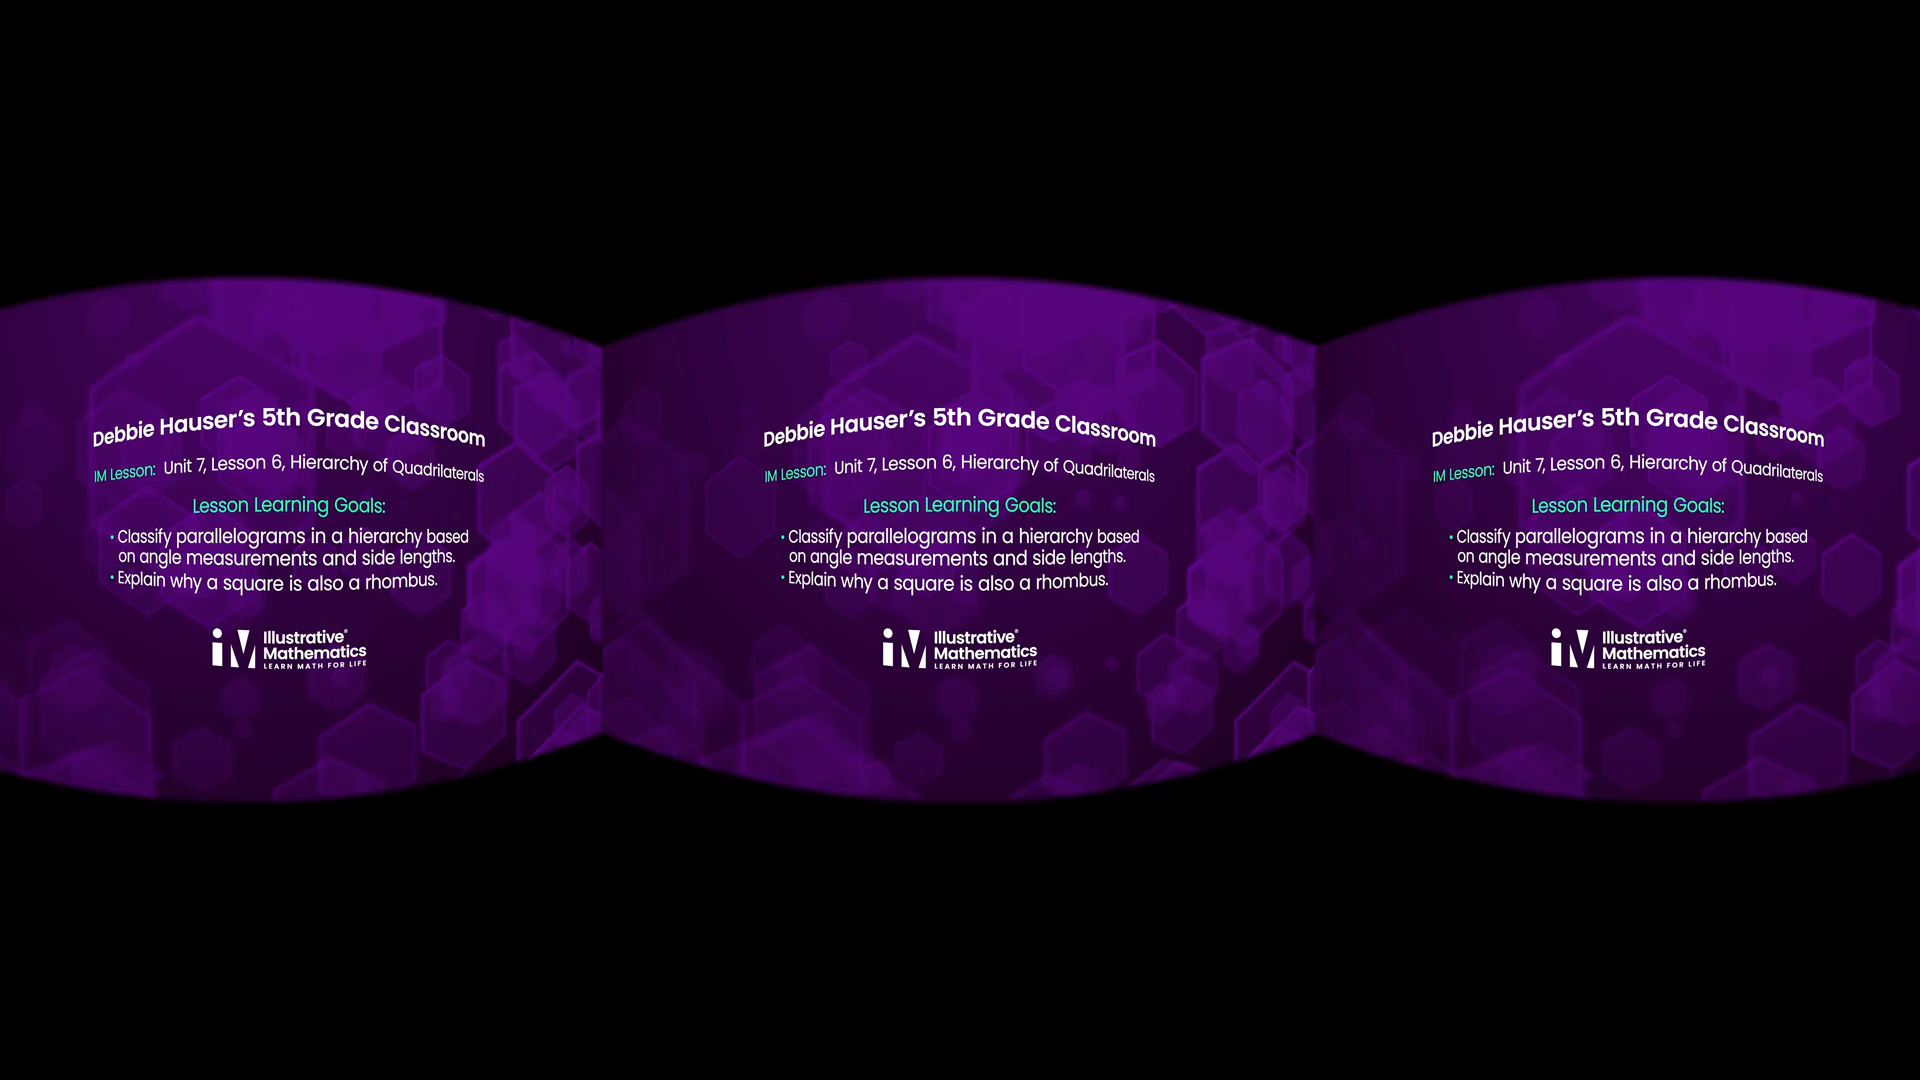 Debbie Hauser's 5th Grade Classroom
IM Lesson: Unit 7, Lesson 6, Hierarchy of Quadrilaterals
Lesson Learning Goals:
• Classify parallelograms in a hierarchy based
on angle measurements and side lengths.
• Explain why a square is also a rhombus.
iM Illustrative®
Mathematics
LEARN MATH FOR LIFE
Debbie Hauser's 5th Grade Classroom
IM Lesson: Unit 7, Lesson 6, Hierarchy of Quadrilaterals
Lesson Learning Goals:
• Classify parallelograms in a hierarchy based
on angle measurements and side lengths.
• Explain why a square is also a rhombus.
iM Illustrative®
Mathematics
LEARN MATH FOR LIFE
Debbie Hauser's 5th Grade Classroom
IM Lesson: Unit 7, Lesson 6, Hierarchy of Quadrilaterals
Lesson Learning Goals:
• Classify parallelograms in a hierarchy based
on angle measurements and side lengths.
• Explain why a square is also a rhombus.
iM Illustrative®
Mathematics
LEARN MATH FOR LIFE